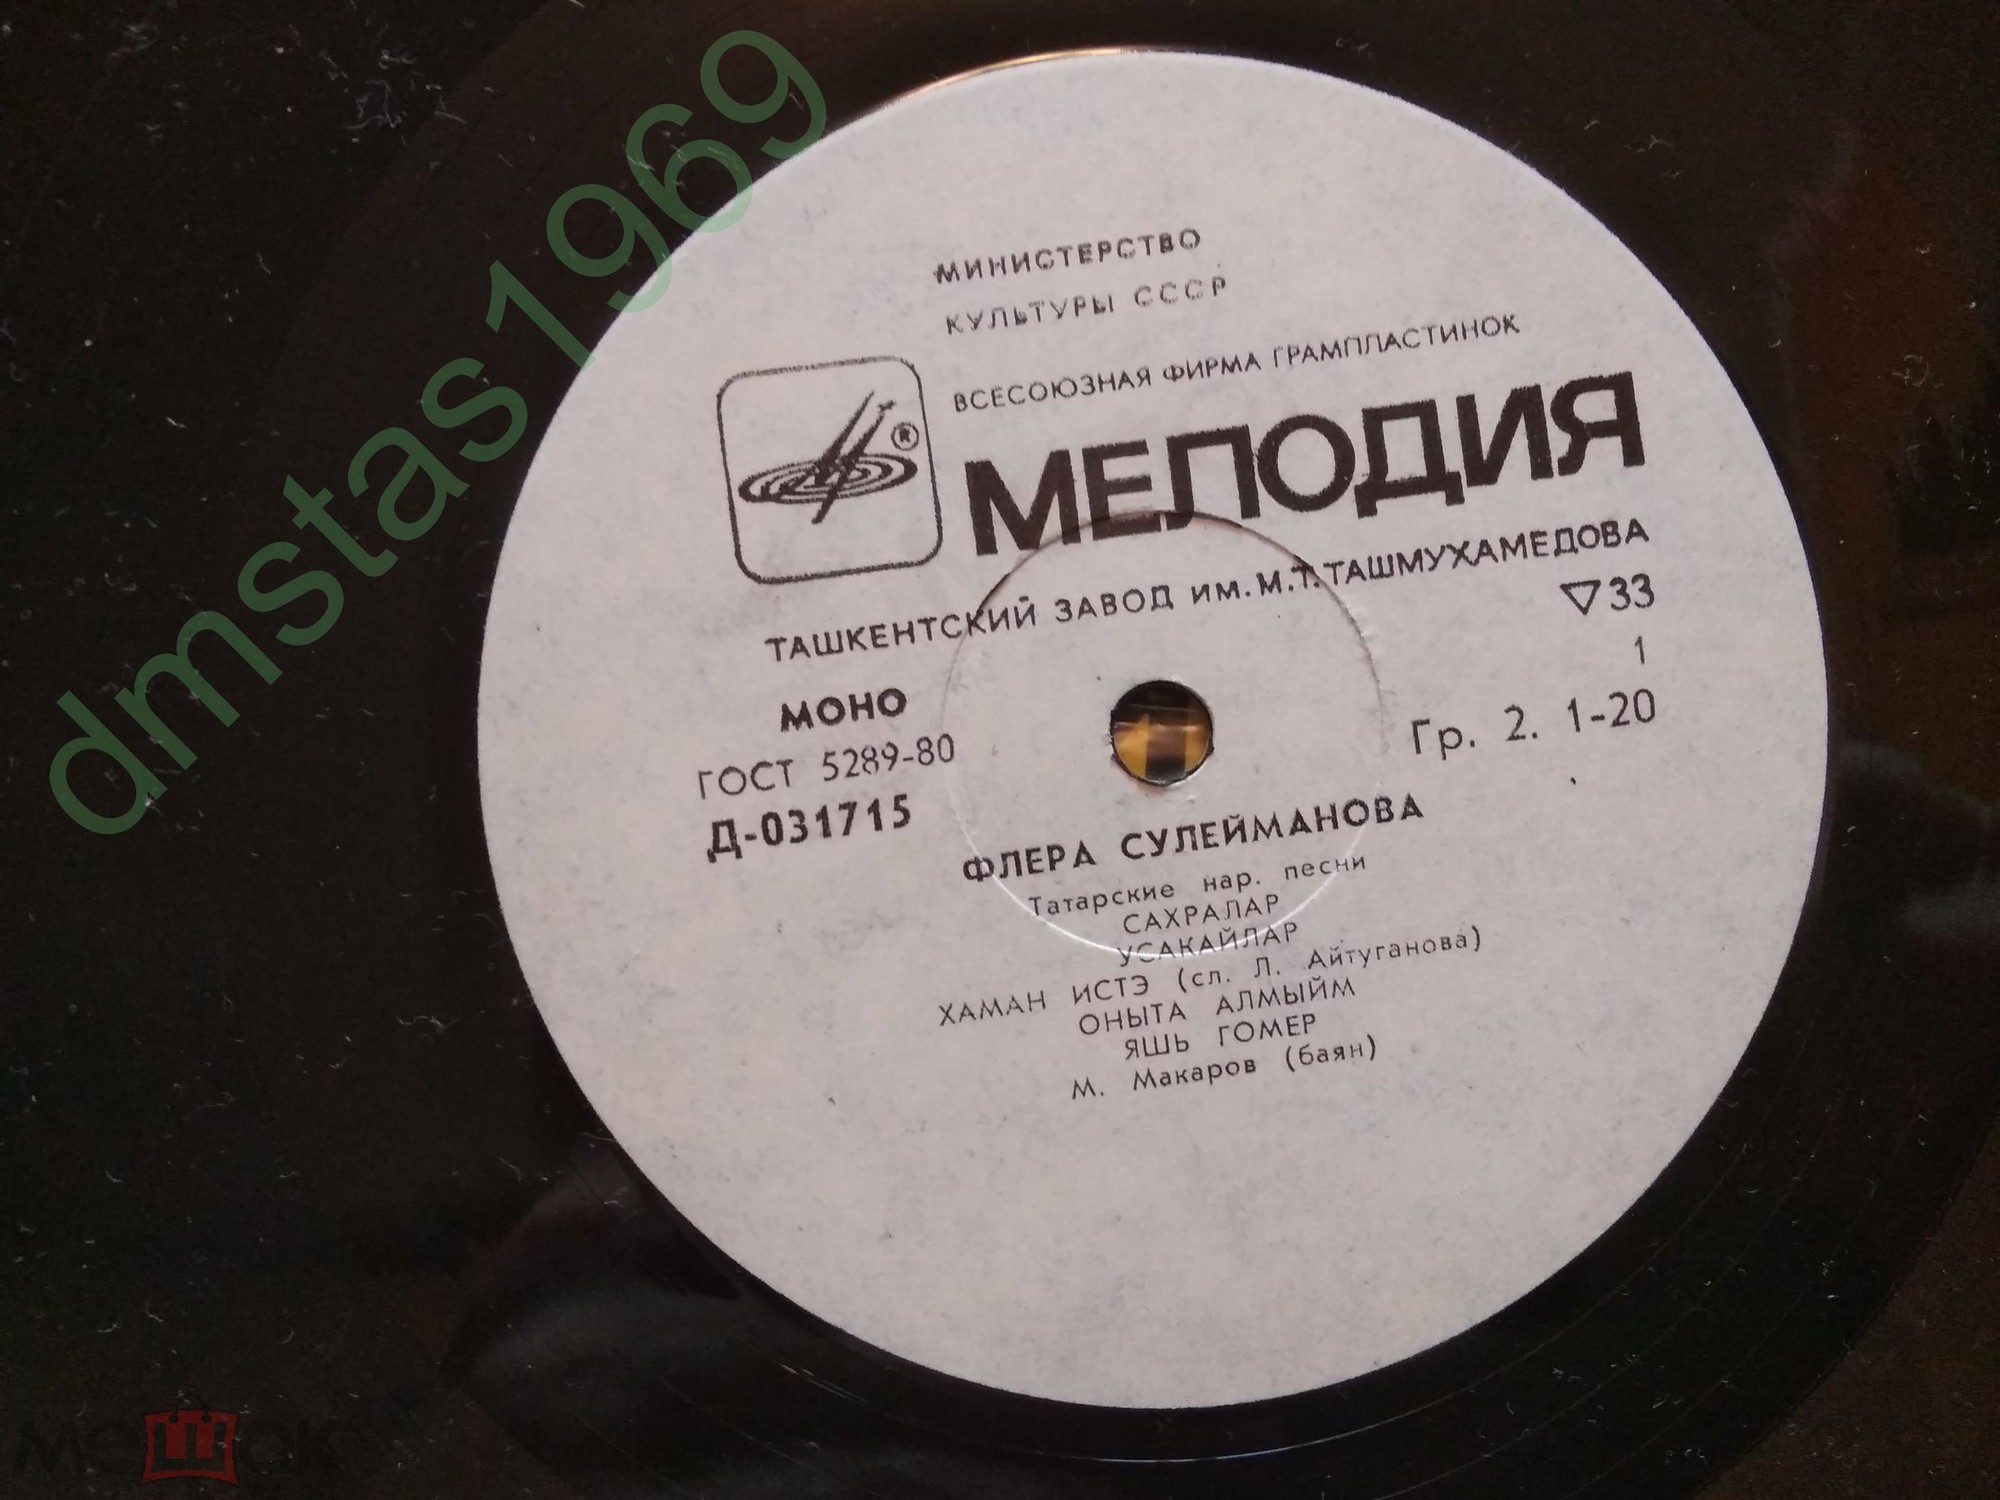 dmstas1969
МИНИСТЕРСТВО
КУЛЬТУРЫ СССР
ВСЕСОЮЗНАЯ ФИРМА ГРАМПЛАСТИНОК
®
МЕЛОДИЯ
ТАШКЕНТСКИЙ ЗАВОД ИМ. М.Т. ТАШМУХАМЕДОВА
▽33
МОНО
1
ГОСТ 5289-80
Гр. 2. 1-20
Д-031715
ФЛЕРА СУЛЕЙМАНОВА
Татарские нар. песни
САХРАЛАР
УСАКАЙЛАР
ХАМАН ИСТЭ (сл. Л. Айтуганова)
ОНЫТА АЛМЫЙМ
ЯШЬ ГОМЕР
М. Макаров (баян)
мешок